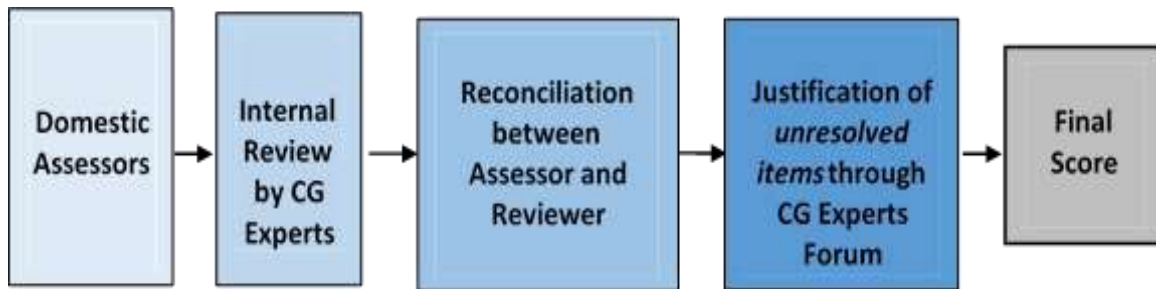 Domestic
Assessors
Internal
Review
by CG
Experts
Reconciliation
between
Assessor and
Reviewer
Justification of
unresolved
items through
CG Experts
Forum
Final
Score